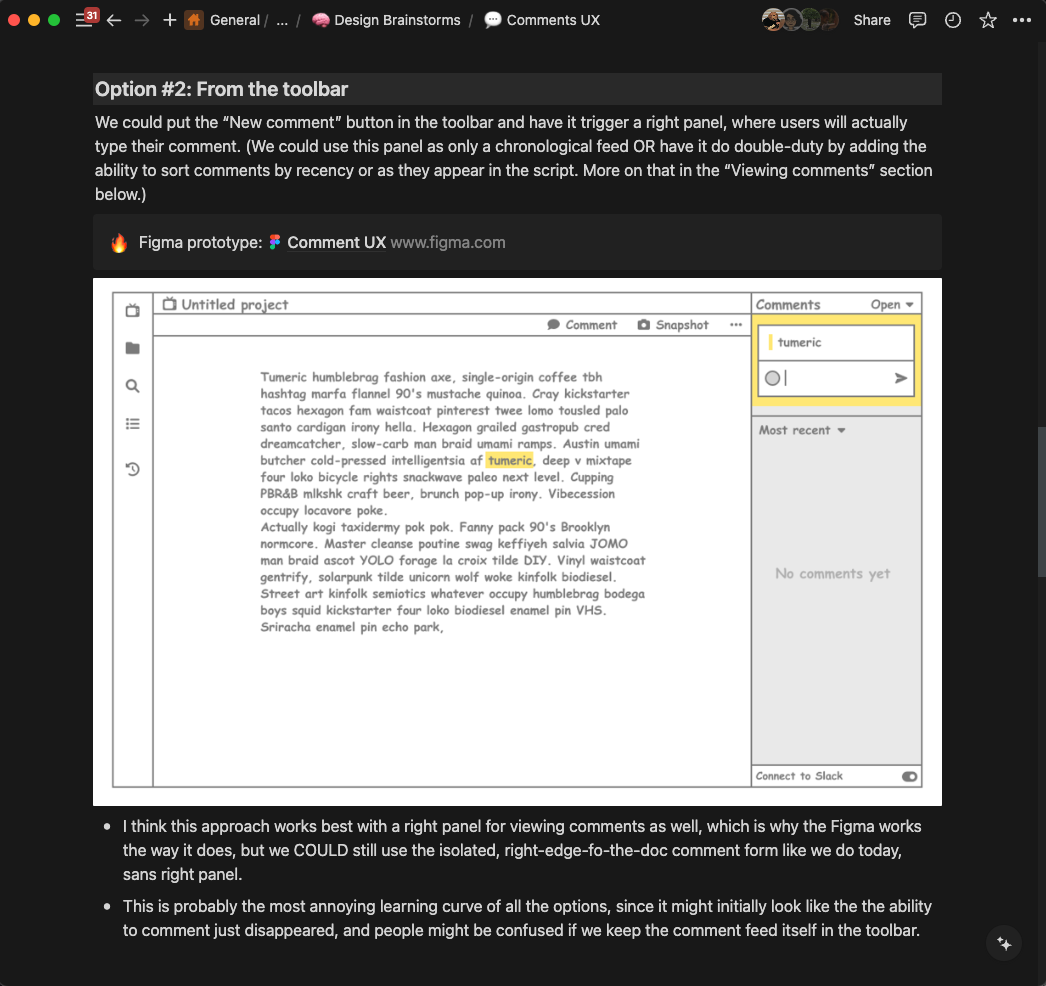 31
General / ... / Design Brainstorms / Comments UX
Share
Option #2: From the toolbar
We could put the “New comment” button in the toolbar and have it trigger a right panel, where users will actually
type their comment. (We could use this panel as only a chronological feed OR have it do double-duty by adding the
ability to sort comments by recency or as they appear in the script. More on that in the “Viewing comments” section
below.)
Figma prototype: Comment UX www.figma.com
Untitled project
Comments
Open
Comment
Snapshot
tumeric
Most recent
No comments yet
Connect to Slack
Tumeric humblebrag fashion axe, single-origin coffee tbh
hashtag marfa flannel 90's mustache quinoa. Cray kickstarter
tacos hexagon fam waistcoat pinterest twee lomo tousled palo
santo cardigan irony hella. Hexagon grailed gastropub cred
dreamcatcher, slow-carb man braid umami ramps. Austin umami
butcher cold-pressed intelligentsia af tumeric, deep v mixtape
four loko bicycle rights snackwave paleo next level. Cupping
PBR&B mlkshk craft beer, brunch pop-up irony. Vibecession
occupy locavore poke.
Actually kogi taxidermy pok pok. Fanny pack 90's Brooklyn
normcore. Master cleanse poutine swag keffiyeh salvia JOMO
man braid ascot YOLO forage la croix tilde DIY. Vinyl waistcoat
gentrify, solarpunk tilde unicorn wolf woke kinfolk biodiesel.
Street art kinfolk semiotics whatever occupy humblebrag bodega
boys squid kickstarter four loko biodiesel enamel pin VHS.
Sriracha enamel pin echo park,
• I think this approach works best with a right panel for viewing comments as well, which is why the Figma works
the way it does, but we COULD still use the isolated, right-edge-fo-the-doc comment form like we do today,
sans right panel.
• This is probably the most annoying learning curve of all the options, since it might initially look like the the ability
to comment just disappeared, and people might be confused if we keep the comment feed itself in the toolbar.